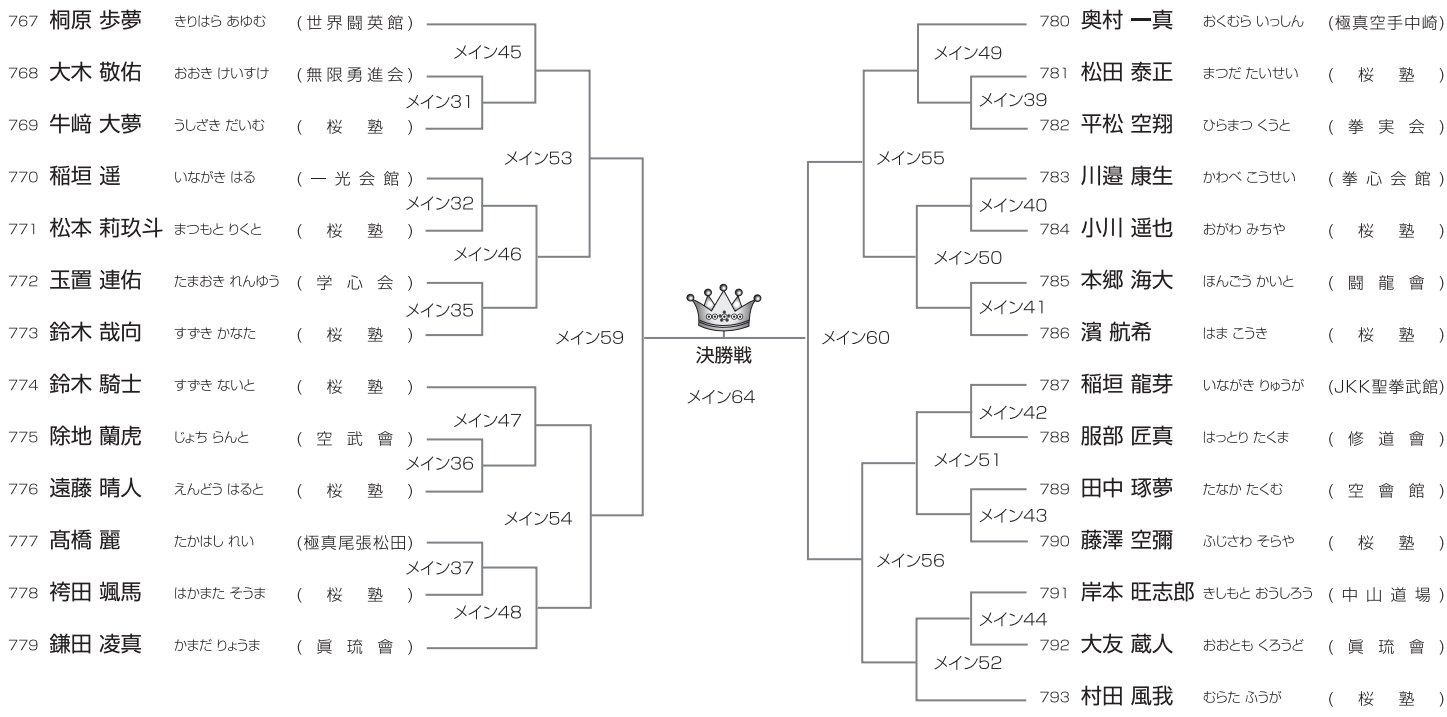 767 桐原 歩夢 きりはら あゆむ (世界闘英館)
メイン45
768 大木 敬佑 おおき けいすけ (無限勇進会)
メイン31
769 牛﨑 大夢 うしざき だいむ (桜塾)
メイン53
770 稲垣 遥 いながき はる (一光会館)
メイン32
771 松本 莉玖斗 まつもと りくと (桜塾)
メイン46
772 玉置 連佑 たまおき れんゆう (学心会)
メイン35
773 鈴木 哉向 すずき かなた (桜塾)
メイン59
774 鈴木 騎士 すずき ないと (桜塾)
メイン47
775 除地 蘭虎 じょち らんと (空武會)
メイン36
776 遠藤 晴人 えんどう はると (桜塾)
メイン54
777 髙橋 麗 たかはし れい (極真尾張松田)
メイン37
778 袴田 颯馬 はかまた そうま (桜塾)
メイン48
779 鎌田 凌真 かまだ りょうま (眞琉會)
決勝戦
メイン64
780 奥村 一真 おくむら いっしん (極真空手中崎)
メイン49
781 松田 泰正 まつだ たいせい (桜塾)
メイン39
782 平松 空翔 ひらまつ くうと (拳実会)
メイン55
783 川邉 康生 かわべ こうせい (拳心会館)
メイン40
784 小川 遥也 おがわ みちや (桜塾)
メイン50
785 本郷 海大 ほんごう かいと (闘龍會)
メイン41
786 濱 航希 はま こうき (桜塾)
メイン60
787 稲垣 龍芽 いながき りゅうが (JKK聖拳武館)
メイン42
788 服部 匠真 はっとり たくま (修道會)
メイン51
789 田中 琢夢 たなか たくむ (空會館)
メイン43
790 藤澤 空彌 ふじさわ そらや (桜塾)
メイン56
791 岸本 旺志郎 きしもと おうしろう (中山道場)
メイン44
792 大友 蔵人 おおとも くろうど (眞琉會)
メイン52
793 村田 風我 むらた ふうが (桜塾)